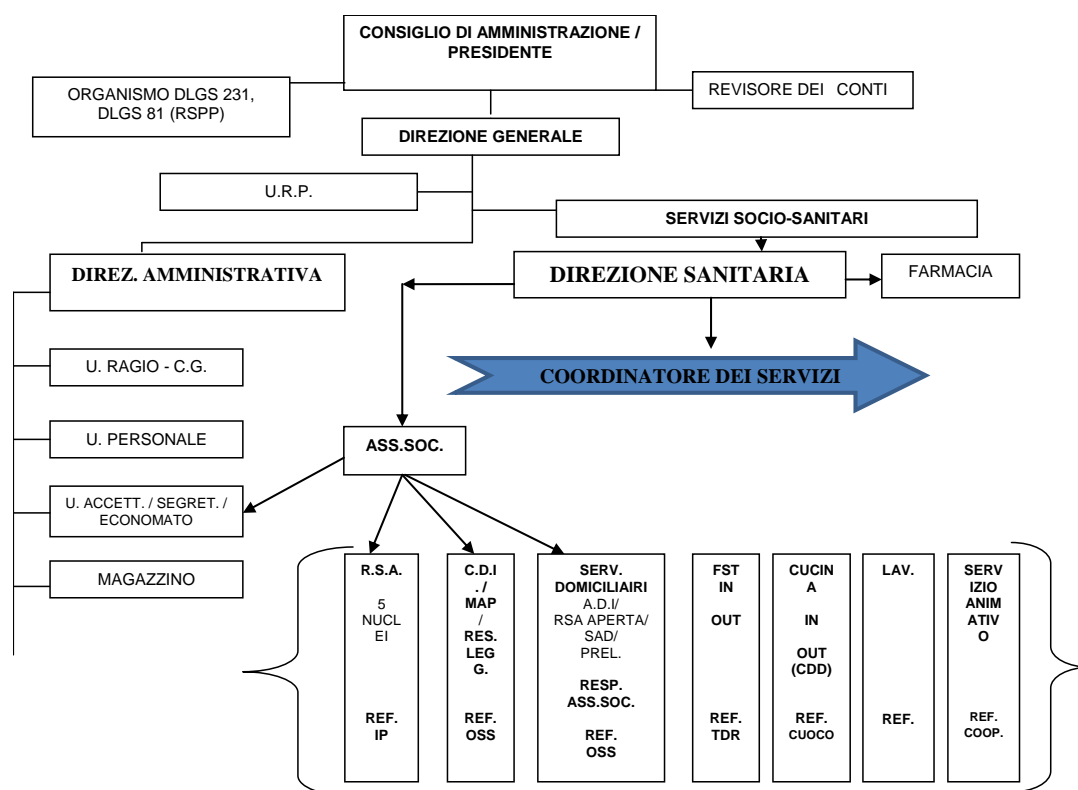 CONSIGLIO DI AMMINISTRAZIONE /
PRESIDENTE
ORGANISMO DLGS 231,
DLGS 81 (RSPP)
REVISORE DEI CONTI
DIREZIONE GENERALE
U.R.P.
SERVIZI SOCIO-SANITARI
DIREZ. AMMINISTRATIVA
DIREZIONE SANITARIA
FARMACIA
U. RAGIO - C.G.
COORDINATORE DEI SERVIZI
U. PERSONALE
ASS.SOC.
U. ACCETT. / SEGRET. /
ECONOMATO
MAGAZZINO
R.S.A.
5
NUCL
EI
REF.
IP
C.D.I
. /
MAP
/
RES.
LEG
G.
REF.
OSS
SERV.
DOMICILIAIRI
A.D.I/
RSA APERTA/
SAD/
PREL.
RESP.
ASS.SOC.
REF.
OSS
FST
IN
OUT
REF.
TDR
CUCIN
A
IN
OUT
(CDD)
REF.
CUOCO
LAV.
REF.
SERV
IZIO
ANIM
ATIV
O
REF.
COOP.